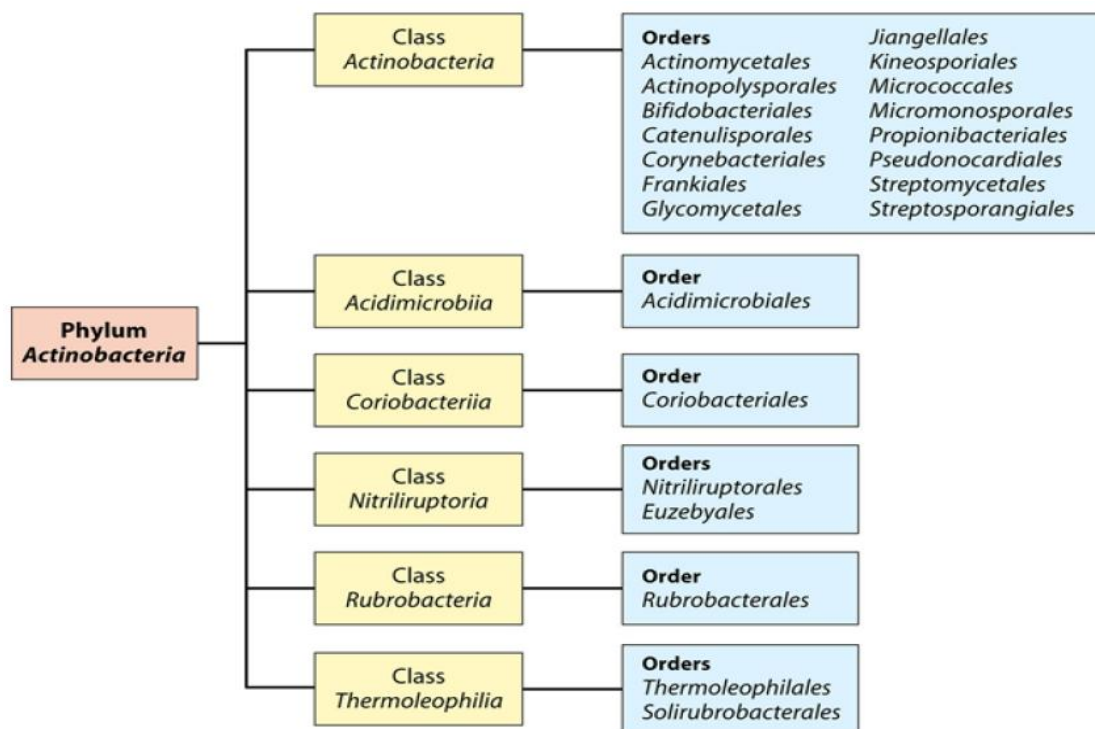 Phylum
Actinobacteria
Class
Actinobacteria
Orders
Actinomycetales
Actinopolysporales
Bifidobacteriales
Catenulisporales
Corynebacteriales
Frankiales
Glycomycetales
Jiangellales
Kineosporiales
Micrococcales
Micromonosporales
Propionibacteriales
Pseudonocardiales
Streptomycetales
Streptosporangiales
Class
Acidimicrobiia
Order
Acidimicrobiales
Class
Coriobacteriia
Order
Coriobacteriales
Class
Nitriliruptoria
Orders
Nitriliruptorales
Euzebyales
Class
Rubrobacteria
Order
Rubrobacterales
Class
Thermoleophilia
Orders
Thermoleophilales
Solirubrobacterales